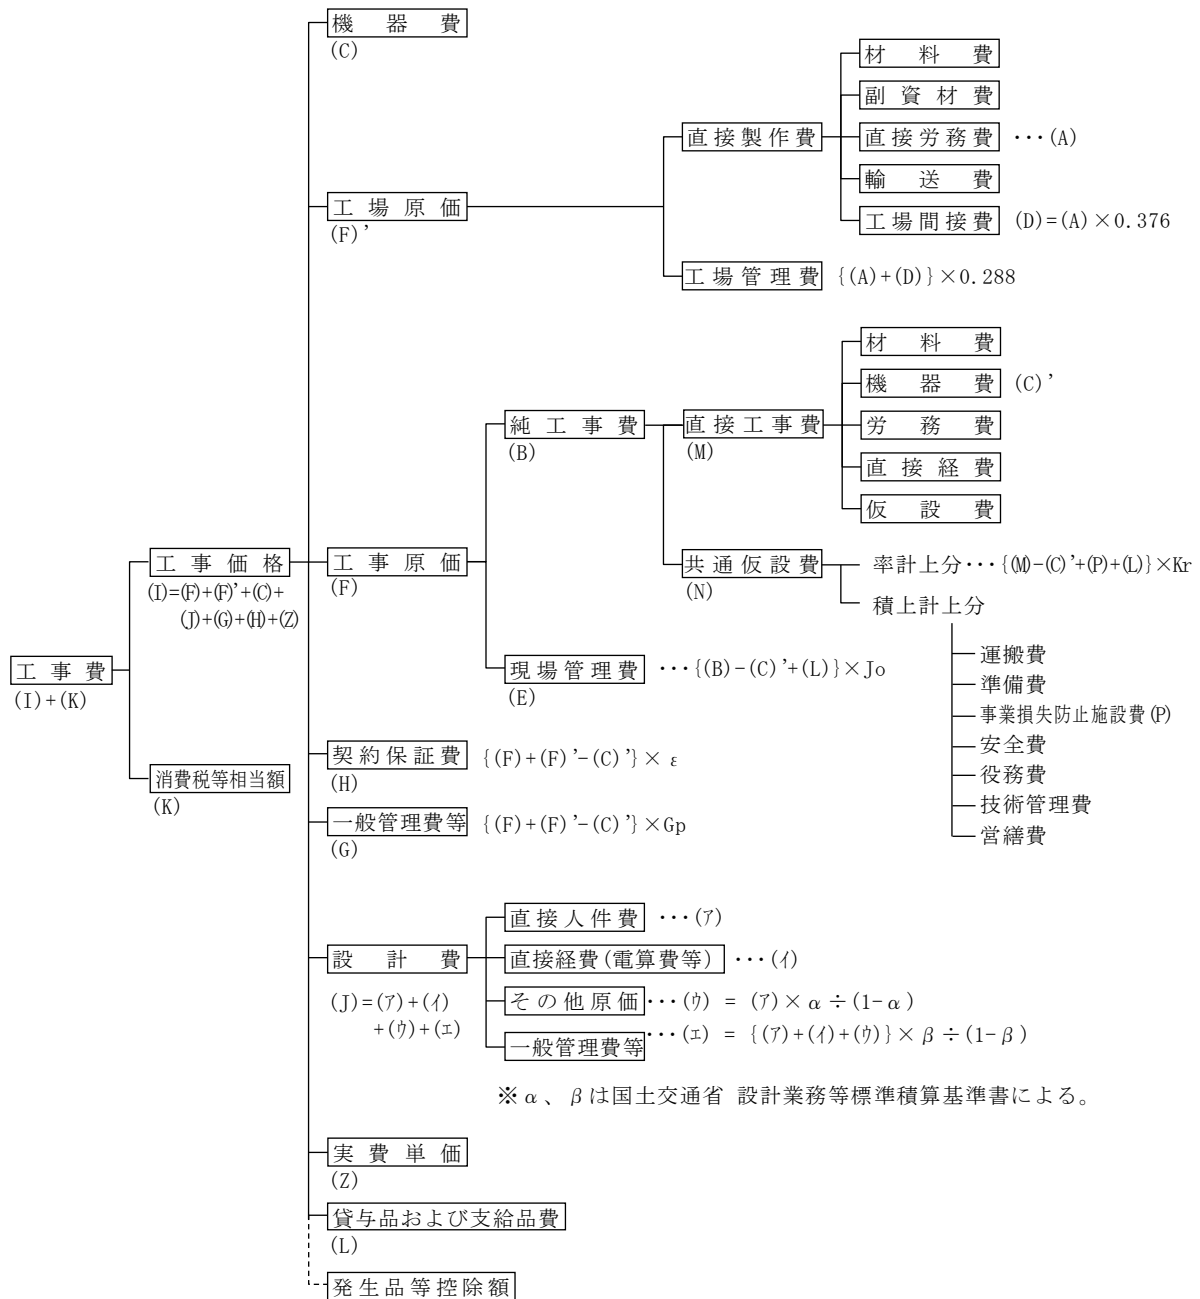 機器費
(C)
材料費
副資材費
直接製作費
直接労務費 ···(A)
輸送費
工場原価
(F)’
工場間接費 (D)=(A)×0.376
工場管理費 {(A)+(D)}×0.288
材料費
機器費 (C)’
純工事費
(B)
直接工事費
(M)
労務費
直接経費
仮設費
工事価格
(I)=(F)+(F)’+(C)+
(J)+(G)+(H)+(Z)
工事原価
(F)
共通仮設費
(N)
率計上分···{(M)-(C)’+(P)+(L)}×Kr
積上計上分
運搬費
準備費
事業損失防止施設費(P)
安全費
役務費
技術管理費
営繕費
工事費
(I)+(K)
現場管理費 ···{(B)-(C)’+(L)}×Jo
(E)
契約保証費 {(F)+(F)’-(C)’}×ε
(H)
消費税等相当額
(K)
一般管理費等 {(F)+(F)’-(C)’}×Gp
(G)
直接人件費 ···(ア)
設計費
(J)=(ア)+(イ)
+(ウ)+(エ)
直接経費(電算費等) ···(イ)
その他原価···(ウ) = (ア)×α÷(1-α)
一般管理費等···(エ) = {(ア)+(イ)+(ウ)}×β÷(1-β)
※α、βは国土交通省 設計業務等標準積算基準書による。
実費単価
(Z)
貸与品および支給品費
(L)
発生品等控除額